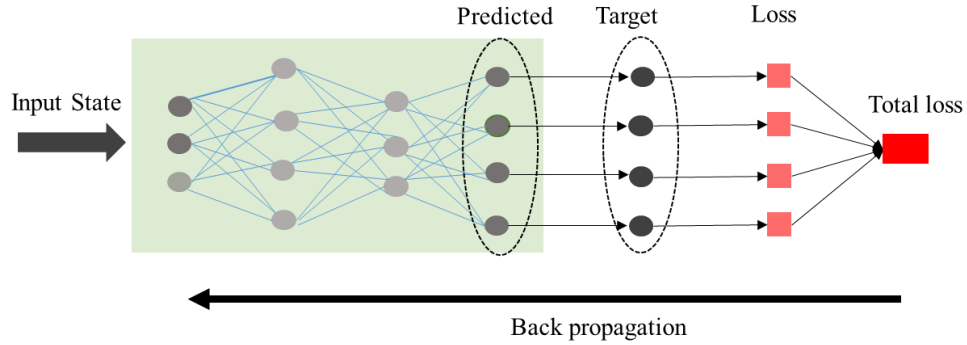 Predicted
Target
Loss
Input State
Total loss
Back propagation